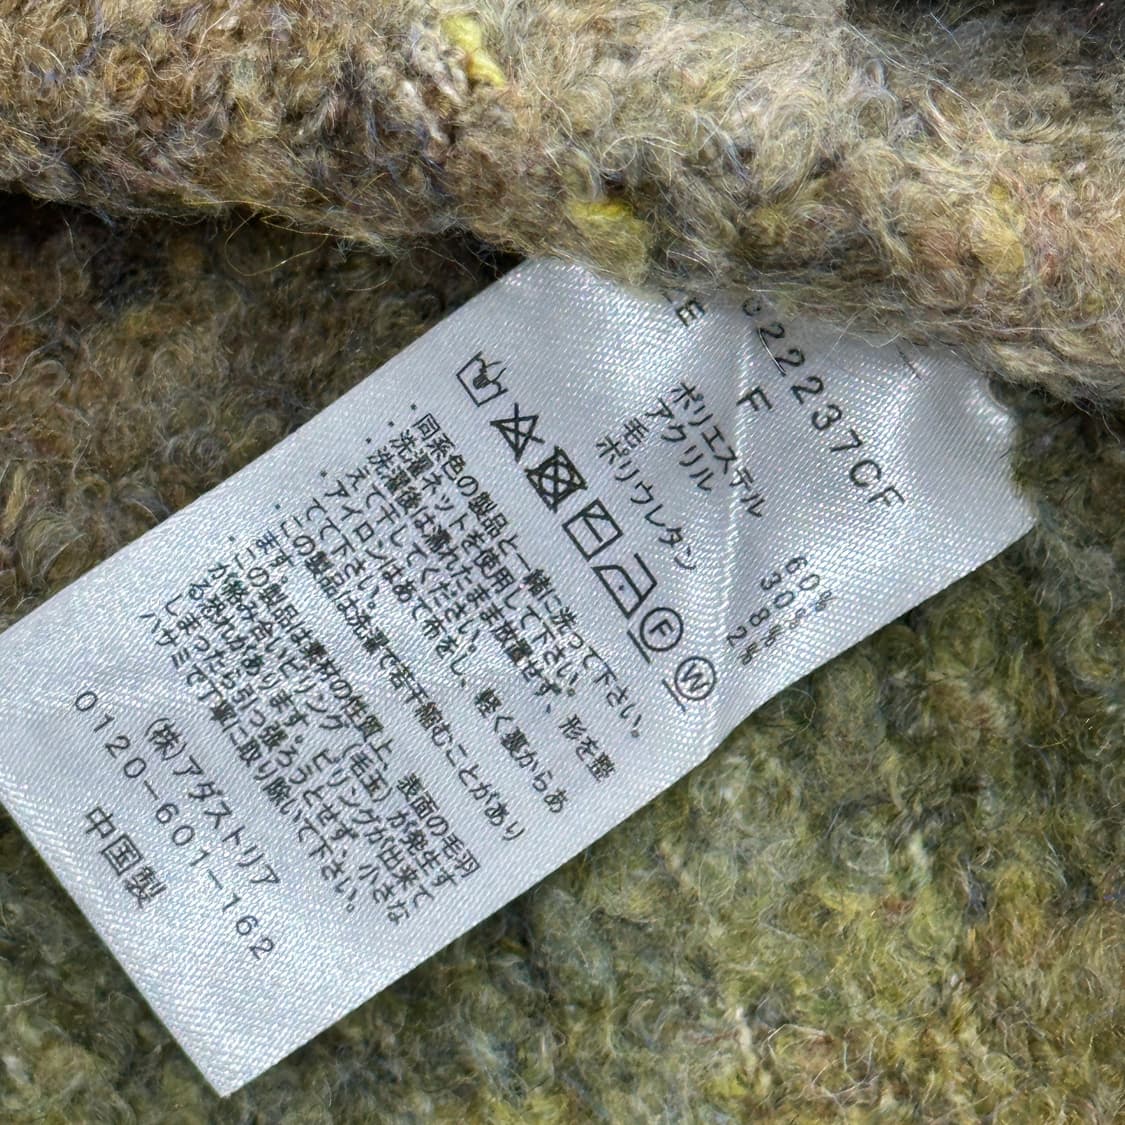 22237CF
F
ポリエステル 60%
アクリル 30%
毛 8%
ポリウレタン 2%
F
W
・同系色の製品と一緒に洗って下さい。
・洗濯ネットを使用して下さい。
・洗濯後は濡れたまま放置せず、形を整
えて干してください。
・アイロンはあて布をし、軽く裏からあ
てて下さい。
・この製品は洗濯で若干縮むことがあり
ます。
・この製品は素材の性質上、表面の毛羽
が絡み合いピリング(毛玉)が発生す
る恐れがあります。ピリングが出来て
しまったら引っ張ろうとせず、小さな
ハサミで丁寧に取り除いて下さい。
(株)アダストリア
0120-601-162
中国製